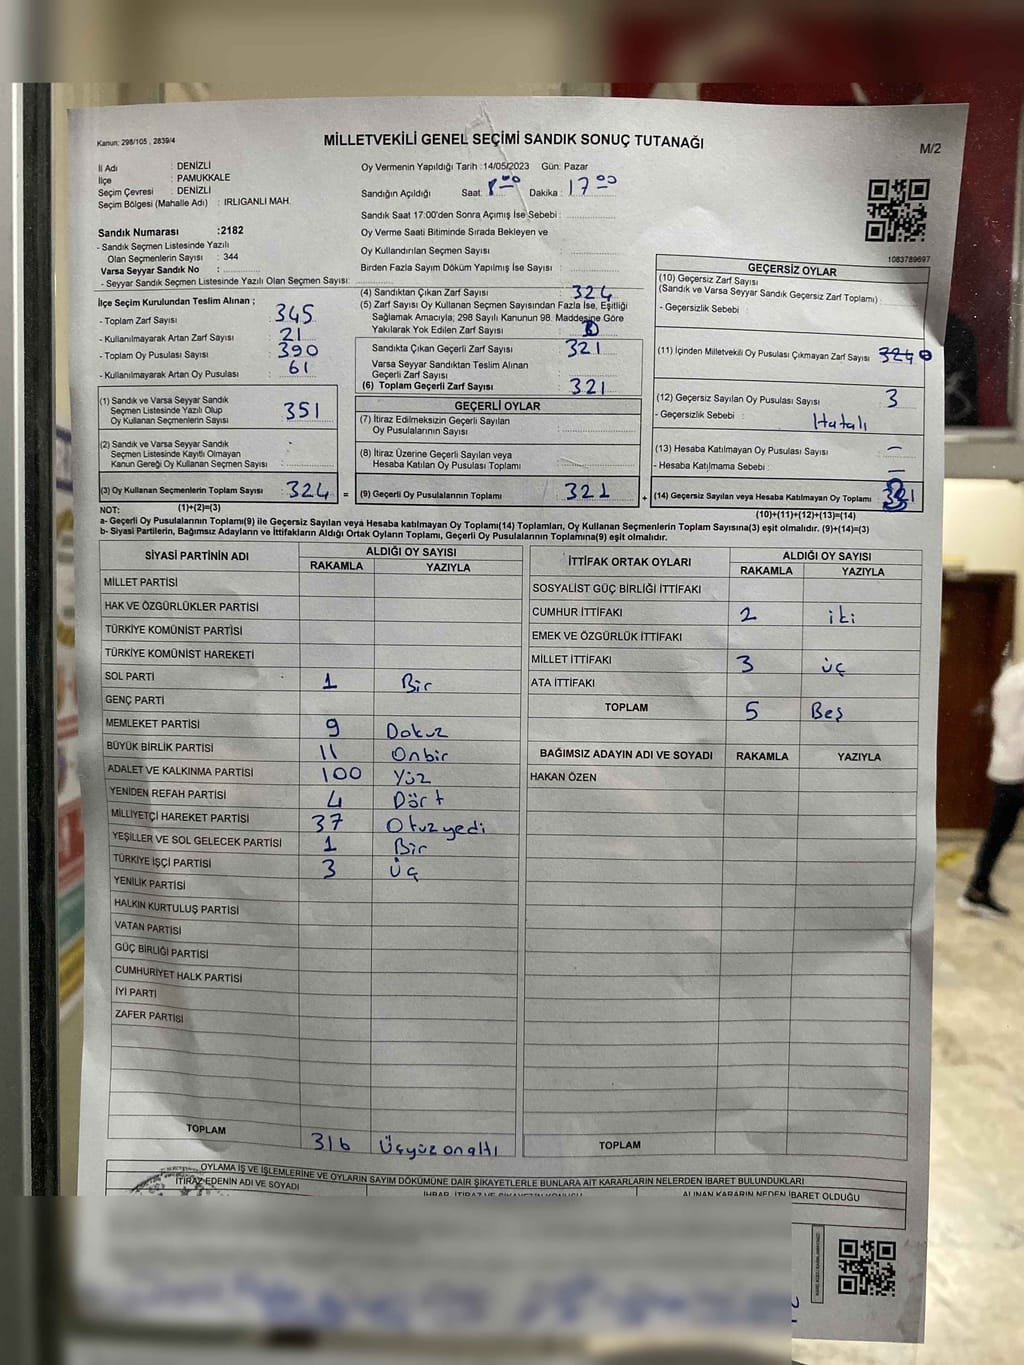 Kanun: 298/105 , 2839/4
MİLLETVEKİLİ GENEL SEÇİMİ SANDIK SONUÇ TUTANAĞI
M/2
İl Adı : DENİZLİ
İlçe : PAMUKKALE
Seçim Çevresi : DENİZLİ
Seçim Bölgesi (Mahalle Adı) : IRLIGANLI MAH.
Oy Vermenin Yapıldığı Tarih :14/05/2023 Gün: Pazar
Sandığın Açıldığı Saat 8 00 Dakika : 17 00
Sandık Saat 17:00'den Sonra Açımış İse Sebebi :
Oy Verme Saati Bitiminde Sırada Bekleyen ve
Oy Kullandırılan Seçmen Sayısı :
Birden Fazla Sayım Döküm Yapılmış İse Sayısı :
Sandık Numarası :2182
- Sandık Seçmen Listesinde Yazılı
Olan Seçmenlerin Sayısı : 344
Varsa Seyyar Sandık No :
- Seyyar Sandık Seçmen Listesinde Yazılı Olan Seçmen Sayısı:
1083789697
İlçe Seçim Kurulundan Teslim Alınan ;
- Toplam Zarf Sayısı : 345
- Kullanılmayarak Artan Zarf Sayısı : 21
- Toplam Oy Pusulası Sayısı : 390
- Kullanılmayarak Artan Oy Pusulası : 61
(4) Sandıktan Çıkan Zarf Sayısı : 324
(5) Zarf Sayısı Oy Kullanan Seçmen Sayısından Fazla İse, Eşitliği
Sağlamak Amacıyla; 298 Sayılı Kanunun 98. Maddesine Göre
Yakılarak Yok Edilen Zarf Sayısı :
Sandıkta Çıkan Geçerli Zarf Sayısı : 321
Varsa Seyyar Sandıktan Teslim Alınan
Geçerli Zarf Sayısı :
(6) Toplam Geçerli Zarf Sayısı : 321
GEÇERSİZ OYLAR
(10) Geçersiz Zarf Sayısı
(Sandık ve Varsa Seyyar Sandık Geçersiz Zarf Toplamı) :
- Geçersizlik Sebebi :
(11) İçinden Milletvekili Oy Pusulası Çıkmayan Zarf Sayısı : 324 0
(12) Geçersiz Sayılan Oy Pusulası Sayısı : 3
- Geçersizlik Sebebi : Hatalı
(13) Hesaba Katılmayan Oy Pusulası Sayısı : –
- Hesaba Katılmama Sebebi : –
(1) Sandık ve Varsa Seyyar Sandık
Seçmen Listesinde Yazılı Olup
Oy Kullanan Seçmenlerin Sayısı : 351
(2) Sandık ve Varsa Seyyar Sandık
Seçmen Listesinde Kayıtlı Olmayan
Kanun Gereği Oy Kullanan Seçmen Sayısı : -
GEÇERLİ OYLAR
(7) İtiraz Edilmeksizin Geçerli Sayılan
Oy Pusulalarının Sayısı :
(8) İtiraz Üzerine Geçerli Sayılan veya
Hesaba Katılan Oy Pusulası Toplamı :
(3) Oy Kullanan Seçmenlerin Toplam Sayısı : 324 = (9) Geçerli Oy Pusulalarının Toplamı : 321 + (14) Geçersiz Sayılan veya Hesaba Katılmayan Oy Toplamı :
(1)+(2)=(3)
(10)+(11)+(12)+(13)=(14)
NOT:
a- Geçerli Oy Pusulalarının Toplamı(9) ile Geçersiz Sayılan veya Hesaba katılmayan Oy Toplamı(14) Toplamları, Oy Kullanan Seçmenlerin Toplam Sayısına(3) eşit olmalıdır. (9)+(14)=(3)
b- Siyasi Partilerin, Bağımsız Adayların ve İttifakların Aldığı Ortak Oyların Toplamı, Geçerli Oy Pusulalarının Toplamına(9) eşit olmalıdır.
SİYASİ PARTİNİN ADI ALDIĞI OY SAYISI
RAKAMLA YAZIYLA
MİLLET PARTİSİ
HAK VE ÖZGÜRLÜKLER PARTİSİ
TÜRKİYE KOMÜNİST PARTİSİ
TÜRKİYE KOMÜNİST HAREKETİ
SOL PARTİ 1 Bir
GENÇ PARTİ
MEMLEKET PARTİSİ 9 Dokuz
BÜYÜK BİRLİK PARTİSİ 11 Onbir
ADALET VE KALKINMA PARTİSİ 100 Yüz
YENİDEN REFAH PARTİSİ 4 Dört
MİLLİYETÇİ HAREKET PARTİSİ 37 Otuzyedi
YEŞİLLER VE SOL GELECEK PARTİSİ 1 Bir
TÜRKİYE İŞÇİ PARTİSİ 3 Üç
YENİLİK PARTİSİ
HALKIN KURTULUŞ PARTİSİ
VATAN PARTİSİ
GÜÇ BİRLİĞİ PARTİSİ
CUMHURİYET HALK PARTİSİ
İYİ PARTİ
ZAFER PARTİSİ
TOPLAM 316 Üçyüzonaltı
İTTİFAK ORTAK OYLARI ALDIĞI OY SAYISI
RAKAMLA YAZIYLA
SOSYALİST GÜÇ BİRLİĞİ İTTİFAKI
CUMHUR İTTİFAKI 2 iki
EMEK VE ÖZGÜRLÜK İTTİFAKI
MİLLET İTTİFAKI 3 üç
ATA İTTİFAKI
TOPLAM 5 Beş
BAĞIMSIZ ADAYIN ADI VE SOYADI RAKAMLA YAZIYLA
HAKAN ÖZEN
TOPLAM
OYLAMA İŞ VE İŞLEMLERİNE VE OYLARIN SAYIM DÖKÜMÜNE DAİR ŞİKAYETLERLE BUNLARA AİT KARARLARIN NELERDEN İBARET BULUNDUKLARI
İTİRAZ EDENİN ADI VE SOYADI
İHBAR, İTİRAZ VE ŞİKAYETİN KONUSU
ALINAN KARARIN NEDEN İBARET OLDUĞU